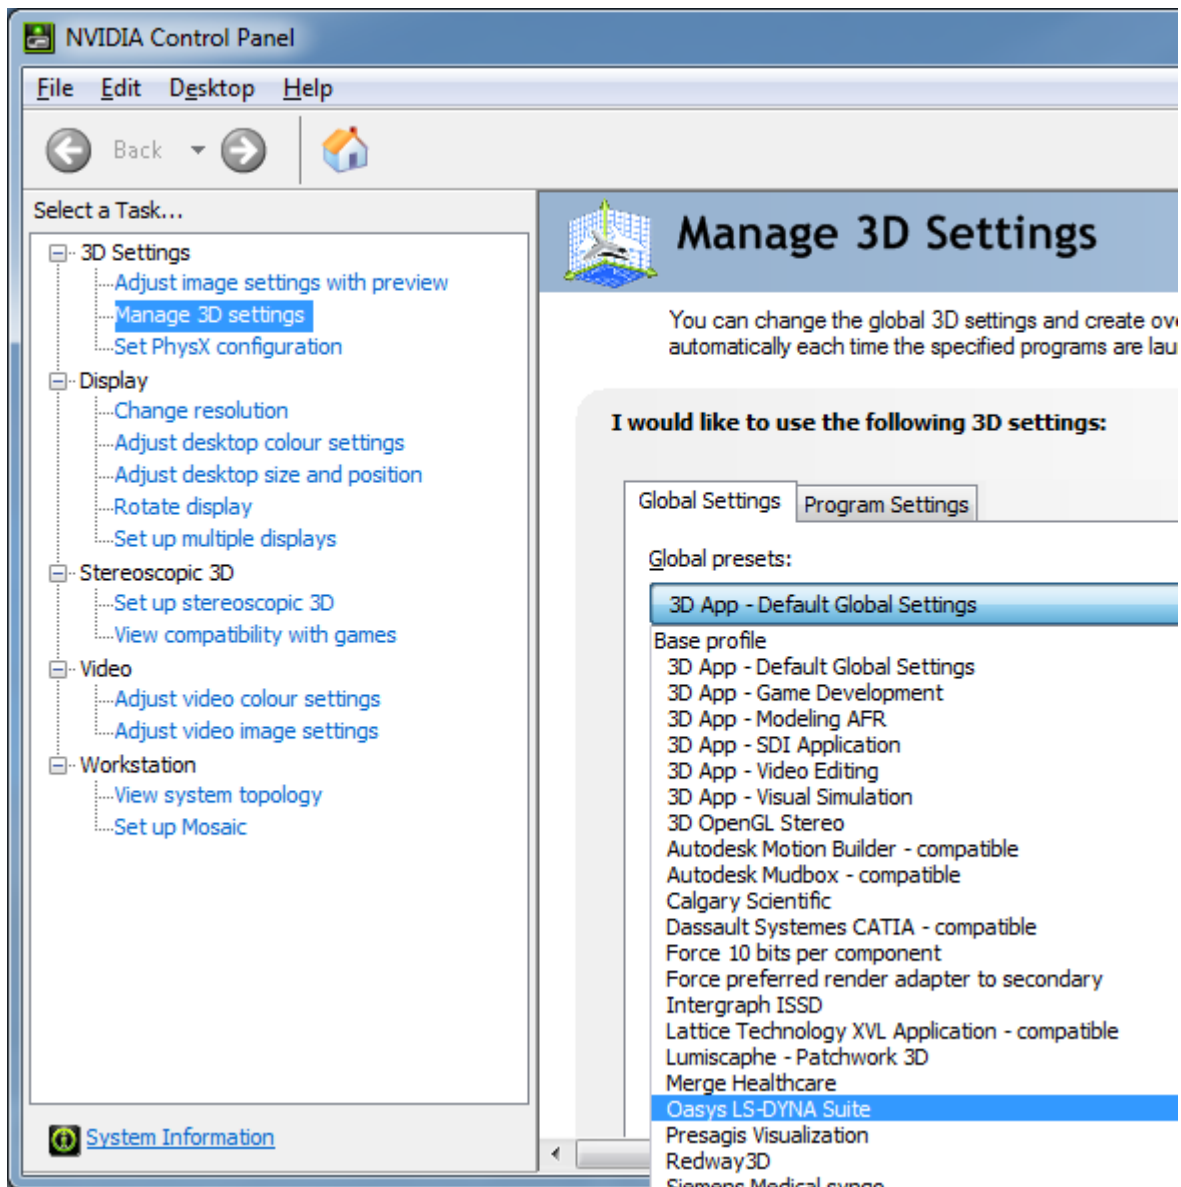 NVIDIA Control Panel
File Edit Desktop Help
Back
Select a Task...
3D Settings
Adjust image settings with preview
Manage 3D settings
Set PhysX configuration
Display
Change resolution
Adjust desktop colour settings
Adjust desktop size and position
Rotate display
Set up multiple displays
Stereoscopic 3D
Set up stereoscopic 3D
View compatibility with games
Video
Adjust video colour settings
Adjust video image settings
Workstation
View system topology
Set up Mosaic
System Information
Manage 3D Settings
You can change the global 3D settings and create ov
automatically each time the specified programs are lau
I would like to use the following 3D settings:
Global Settings Program Settings
Global presets:
3D App - Default Global Settings
Base profile
3D App - Default Global Settings
3D App - Game Development
3D App - Modeling AFR
3D App - SDI Application
3D App - Video Editing
3D App - Visual Simulation
3D OpenGL Stereo
Autodesk Motion Builder - compatible
Autodesk Mudbox - compatible
Calgary Scientific
Dassault Systemes CATIA - compatible
Force 10 bits per component
Force preferred render adapter to secondary
Intergraph ISSD
Lattice Technology XVL Application - compatible
Lumiscaphe - Patchwork 3D
Merge Healthcare
Oasys LS-DYNA Suite
Presagis Visualization
Redway3D
Siemens Medical syngo